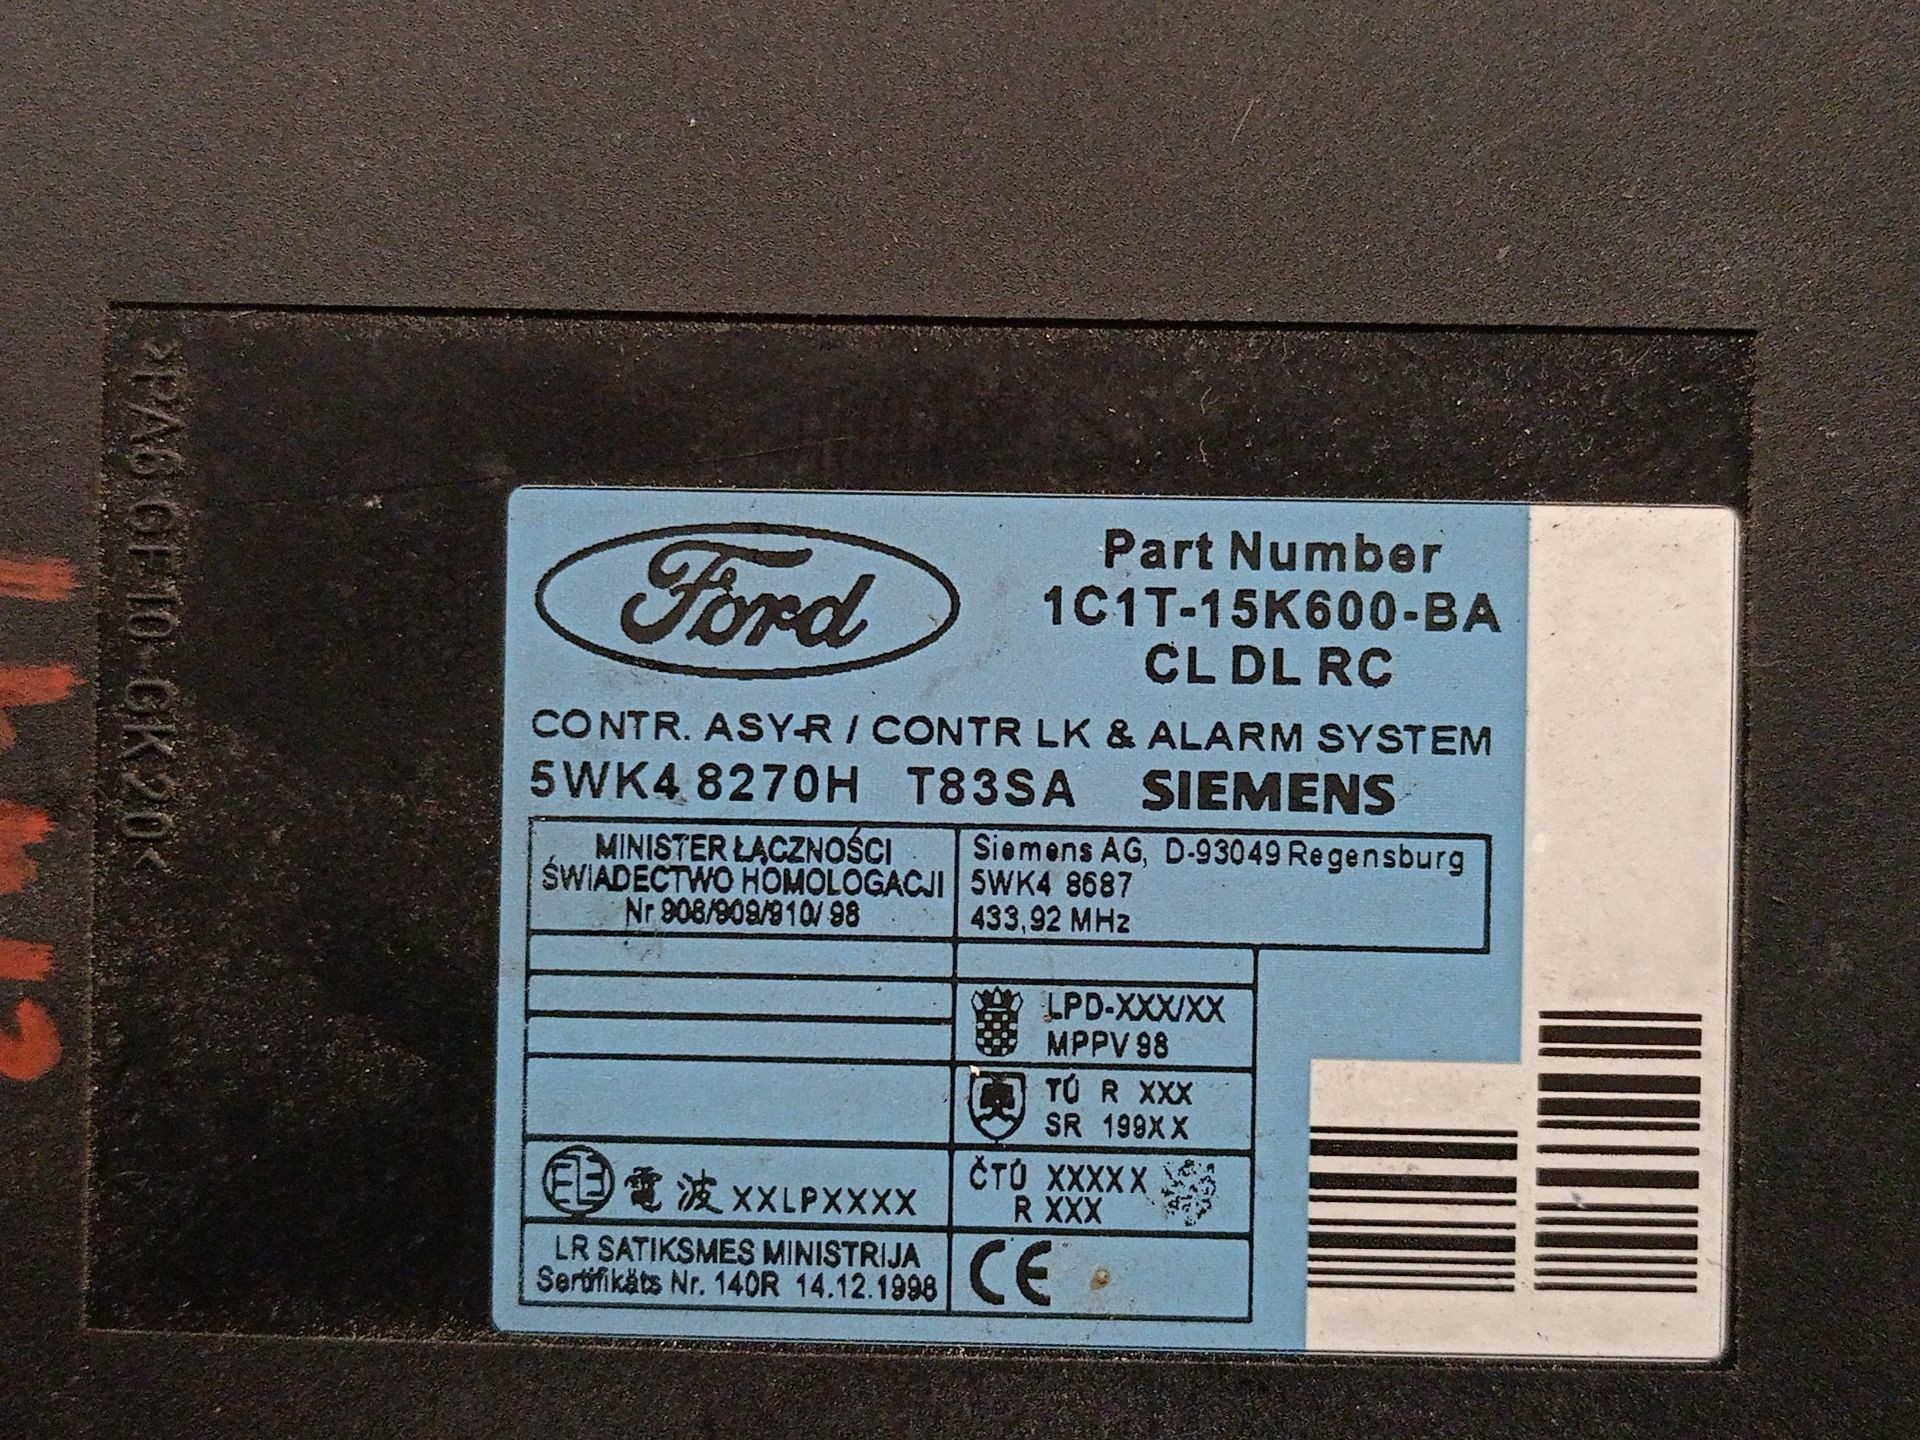 >PA6 GF10-GK20<
Ford
Part Number
1C1T-15K600-BA
CL DL RC
CONTR. ASY-R / CONTR LK & ALARM SYSTEM
5WK4 8270H T83SA SIEMENS
MINISTER ŁĄCZNOŚCI
ŚWIADECTWO HOMOLOGACJI
Nr 908/909/910/98
Siemens AG, D-93049 Regensburg
5WK4 8687
433,92 MHz
LPD-XXX/XX
MPPV 98
TÚ R XXX
SR 199XX
電波 XXLPXXXX
ČTÚ XXXXX
R XXX
LR SATIKSMES MINISTRIJA
Sertifikāts Nr. 140R 14.12.1998
CE